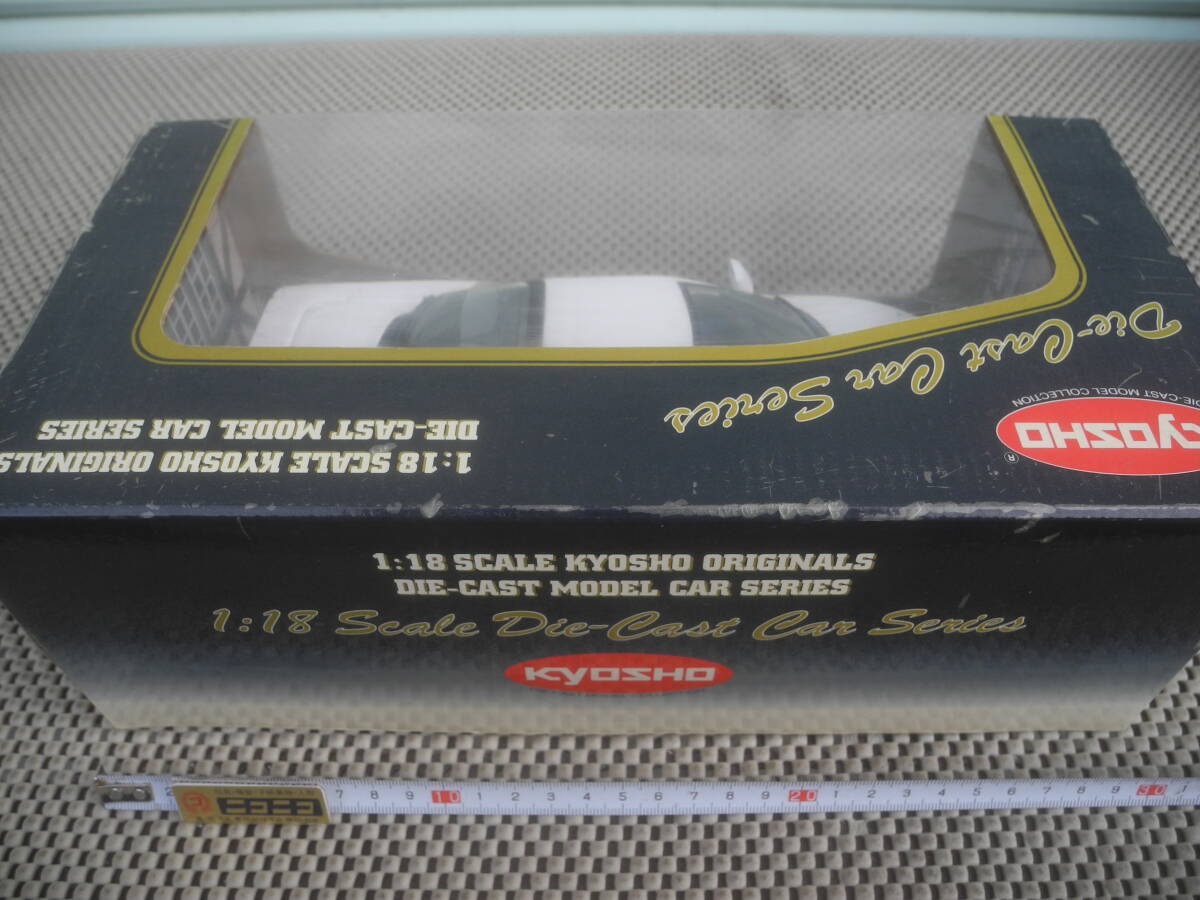 Die-Cast Car Series
KYOSHO
®
DIE-CAST MODEL COLLECTION
1:18 SCALE KYOSHO ORIGINALS
DIE-CAST MODEL CAR SERIES
1:18 SCALE KYOSHO ORIGINALS
DIE-CAST MODEL CAR SERIES
1:18 Scale Die-Cast Car Series
KYOSHO
7 8 9 10 1 2 3 4 5 6 7 8 9 20 1 2 3 4 5 6 7 8 9 30 1